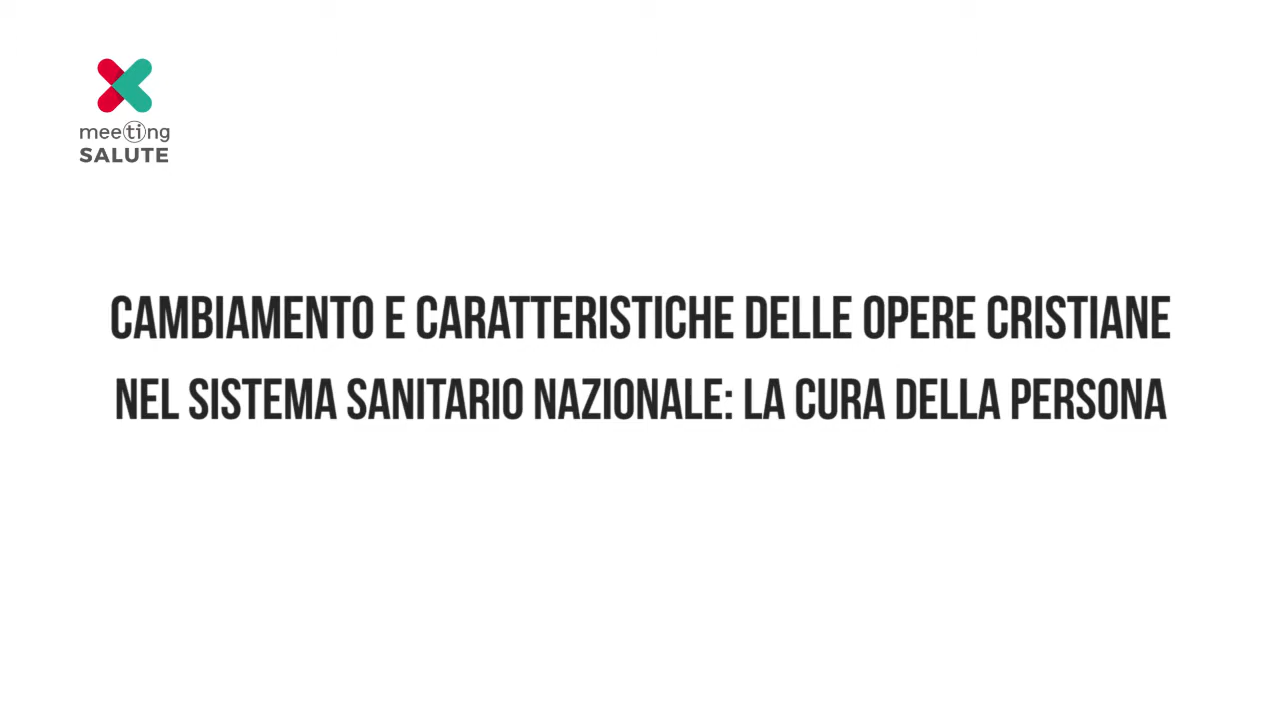 meeting
SALUTE
CAMBIAMENTO E CARATTERISTICHE DELLE OPERE CRISTIANE
NEL SISTEMA SANITARIO NAZIONALE: LA CURA DELLA PERSONA